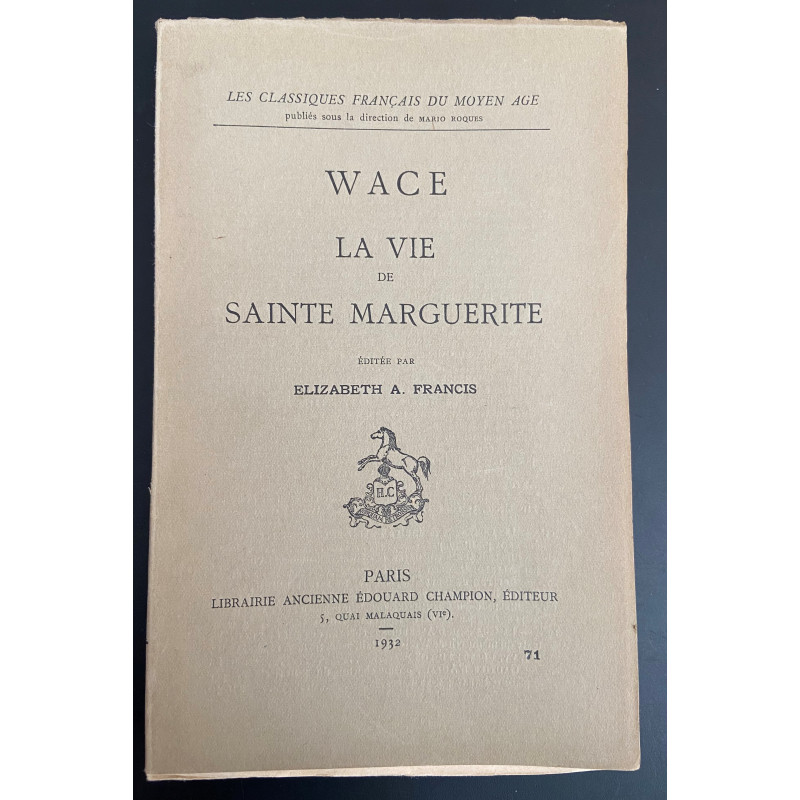 LES CLASSIQUES FRANÇAIS DU MOYEN AGE
publiés sous la direction de MARIO ROQUES
WACE
LA VIE
DE
SAINTE MARGUERITE
ÉDITÉE PAR
ELIZABETH A. FRANCIS
H.C
PARIS
LIBRAIRIE ANCIENNE ÉDOUARD CHAMPION, ÉDITEUR
5, QUAI MALAQUAIS (VIe).
1932
71